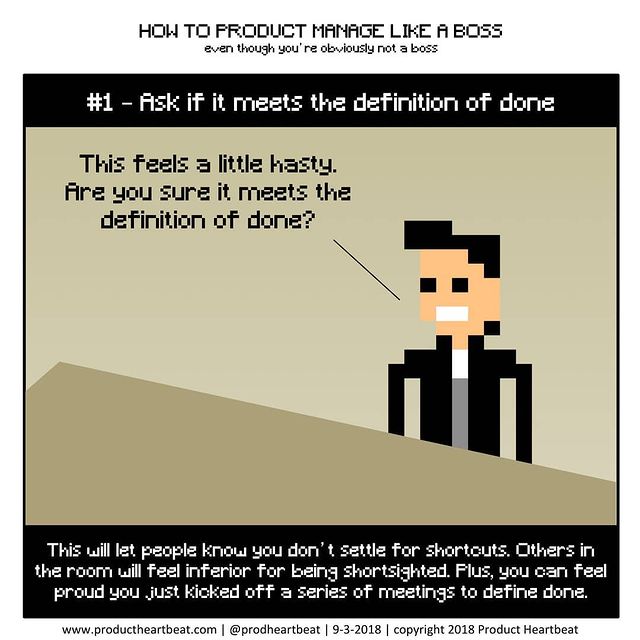 HOW TO PRODUCT MANAGE LIKE A BOSS
even though you're obviously not a boss
#1 - Ask if it meets the definition of done
This feels a little hasty.
Are you sure it meets the
definition of done?
This will let people know you don't settle for shortcuts. Others in
the room will feel inferior for being shortsighted. Plus, you can feel
proud you just kicked off a series of meetings to define done.
www.productheartbeat.com | @prodheartbeat | 9-3-2018 | copyright 2018 Product Heartbeat